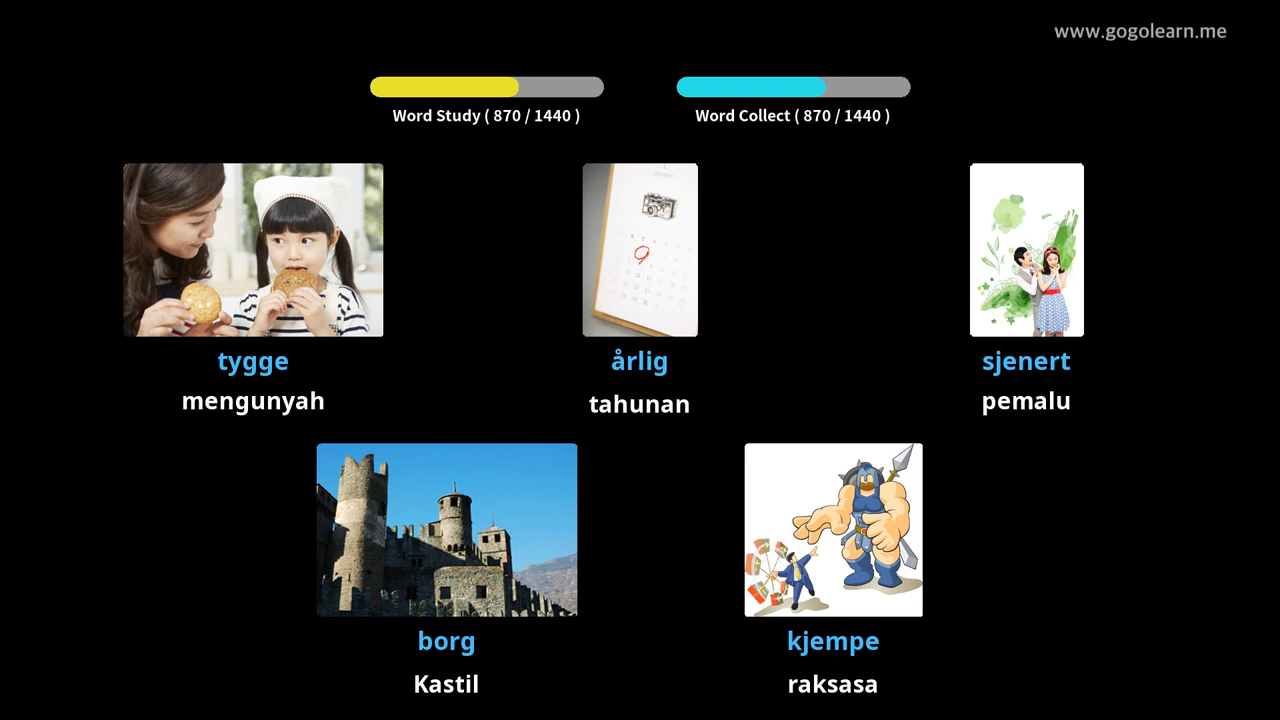 www.gogolearn.me
Word Study ( 870 / 1440 )
Word Collect ( 870 / 1440 )
tygge
mengunyah
årlig
tahunan
sjenert
pemalu
borg
Kastil
kjempe
raksasa